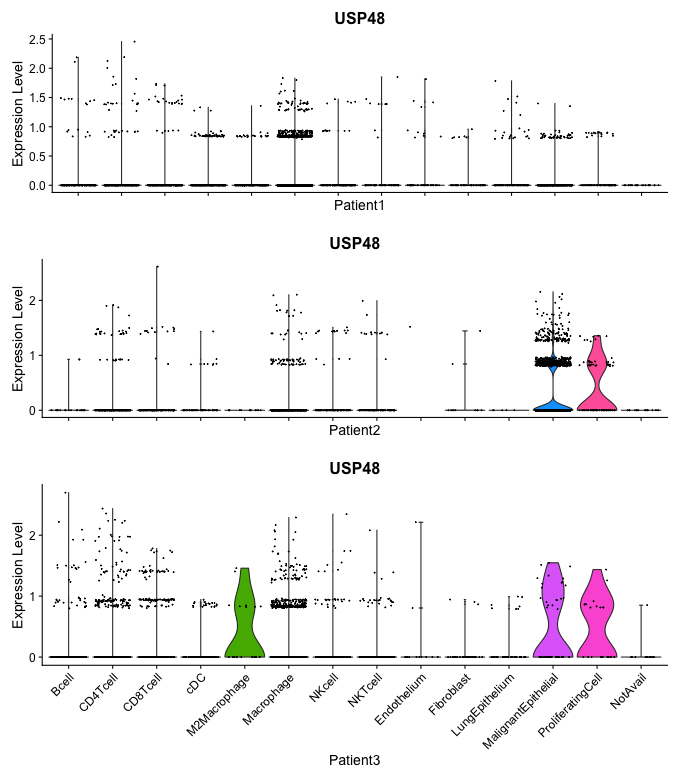 USP48
Expression Level
2.5
2.0
1.5
1.0
0.5
0.0
Patient1
USP48
Expression Level
2
1
0
Patient2
USP48
Expression Level
2
1
0
Bcell
CD4Tcell
CD8Tcell
cDC
M2Macrophage
Macrophage
NKcell
NKTcell
Endothelium
Fibroblast
LungEpithelium
MalignantEpithelial
ProliferatingCell
NotAvail
Patient3